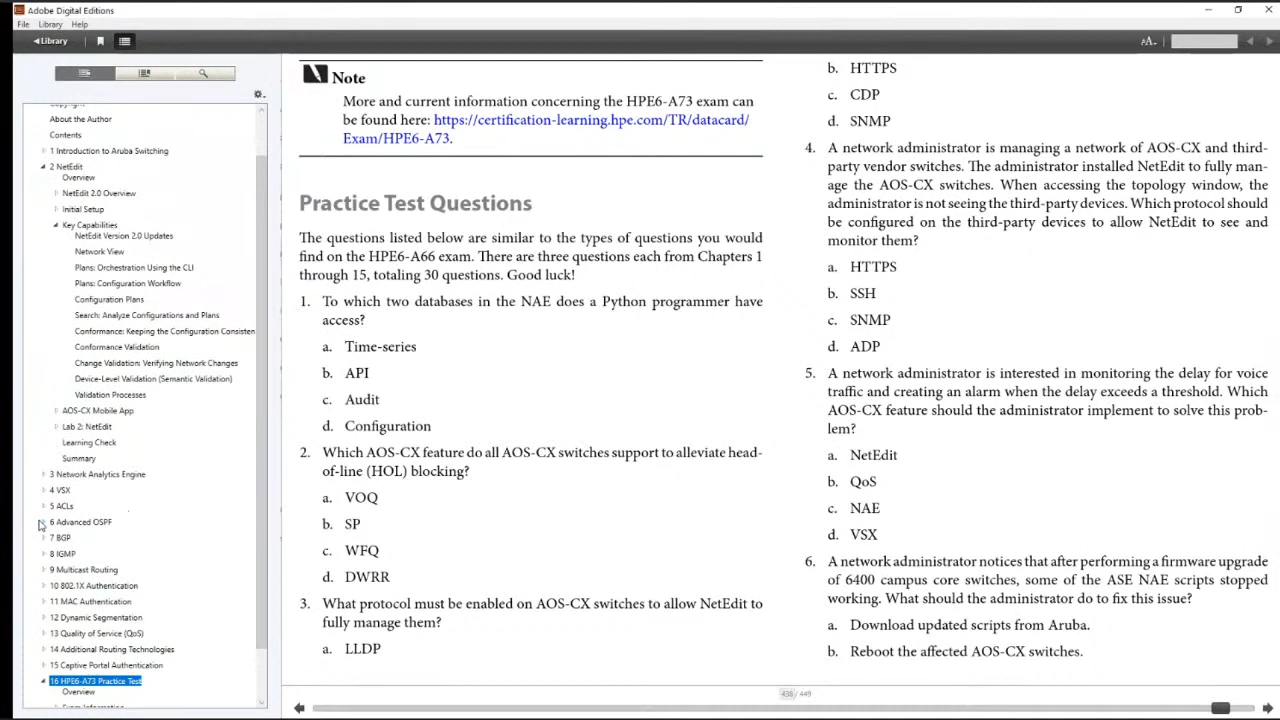 Adobe Digital Editions
File Library Help
Library
Copyright
About the Author
Contents
1 Introduction to Aruba Switching
2 NetEdit
Overview
NetEdit 2.0 Overview
Initial Setup
Key Capabilities
NetEdit Version 2.0 Updates
Network View
Plans: Orchestration Using the CLI
Plans: Configuration Workflow
Configuration Plans
Search: Analyze Configurations and Plans
Conformance: Keeping the Configuration Consisten
Conformance Validation
Change Validation: Verifying Network Changes
Device-Level Validation (Semantic Validation)
Validation Processes
AOS-CX Mobile App
Lab 2: NetEdit
Learning Check
Summary
3 Network Analytics Engine
4 VSX
5 ACLs
6 Advanced OSPF
7 BGP
8 IGMP
9 Multicast Routing
10 802.1X Authentication
11 MAC Authentication
12 Dynamic Segmentation
13 Quality of Service (QoS)
14 Additional Routing Technologies
15 Captive Portal Authentication
16 HPE6-A73 Practice Test
Overview
Exam Information
Note
More and current information concerning the HPE6-A73 exam can
be found here: https://certification-learning.hpe.com/TR/datacard/
Exam/HPE6-A73.
Practice Test Questions
The questions listed below are similar to the types of questions you would
find on the HPE6-A66 exam. There are three questions each from Chapters 1
through 15, totaling 30 questions. Good luck!
1. To which two databases in the NAE does a Python programmer have
access?
a. Time-series
b. API
c. Audit
d. Configuration
2. Which AOS-CX feature do all AOS-CX switches support to alleviate head-
of-line (HOL) blocking?
a. VOQ
b. SP
c. WFQ
d. DWRR
3. What protocol must be enabled on AOS-CX switches to allow NetEdit to
fully manage them?
a. LLDP
b. HTTPS
c. CDP
d. SNMP
4. A network administrator is managing a network of AOS-CX and third-
party vendor switches. The administrator installed NetEdit to fully man-
age the AOS-CX switches. When accessing the topology window, the
administrator is not seeing the third-party devices. Which protocol should
be configured on the third-party devices to allow NetEdit to see and
monitor them?
a. HTTPS
b. SSH
c. SNMP
d. ADP
5. A network administrator is interested in monitoring the delay for voice
traffic and creating an alarm when the delay exceeds a threshold. Which
AOS-CX feature should the administrator implement to solve this prob-
lem?
a. NetEdit
b. QoS
c. NAE
d. VSX
6. A network administrator notices that after performing a firmware upgrade
of 6400 campus core switches, some of the ASE NAE scripts stopped
working. What should the administrator do to fix this issue?
a. Download updated scripts from Aruba.
b. Reboot the affected AOS-CX switches.
438 / 449